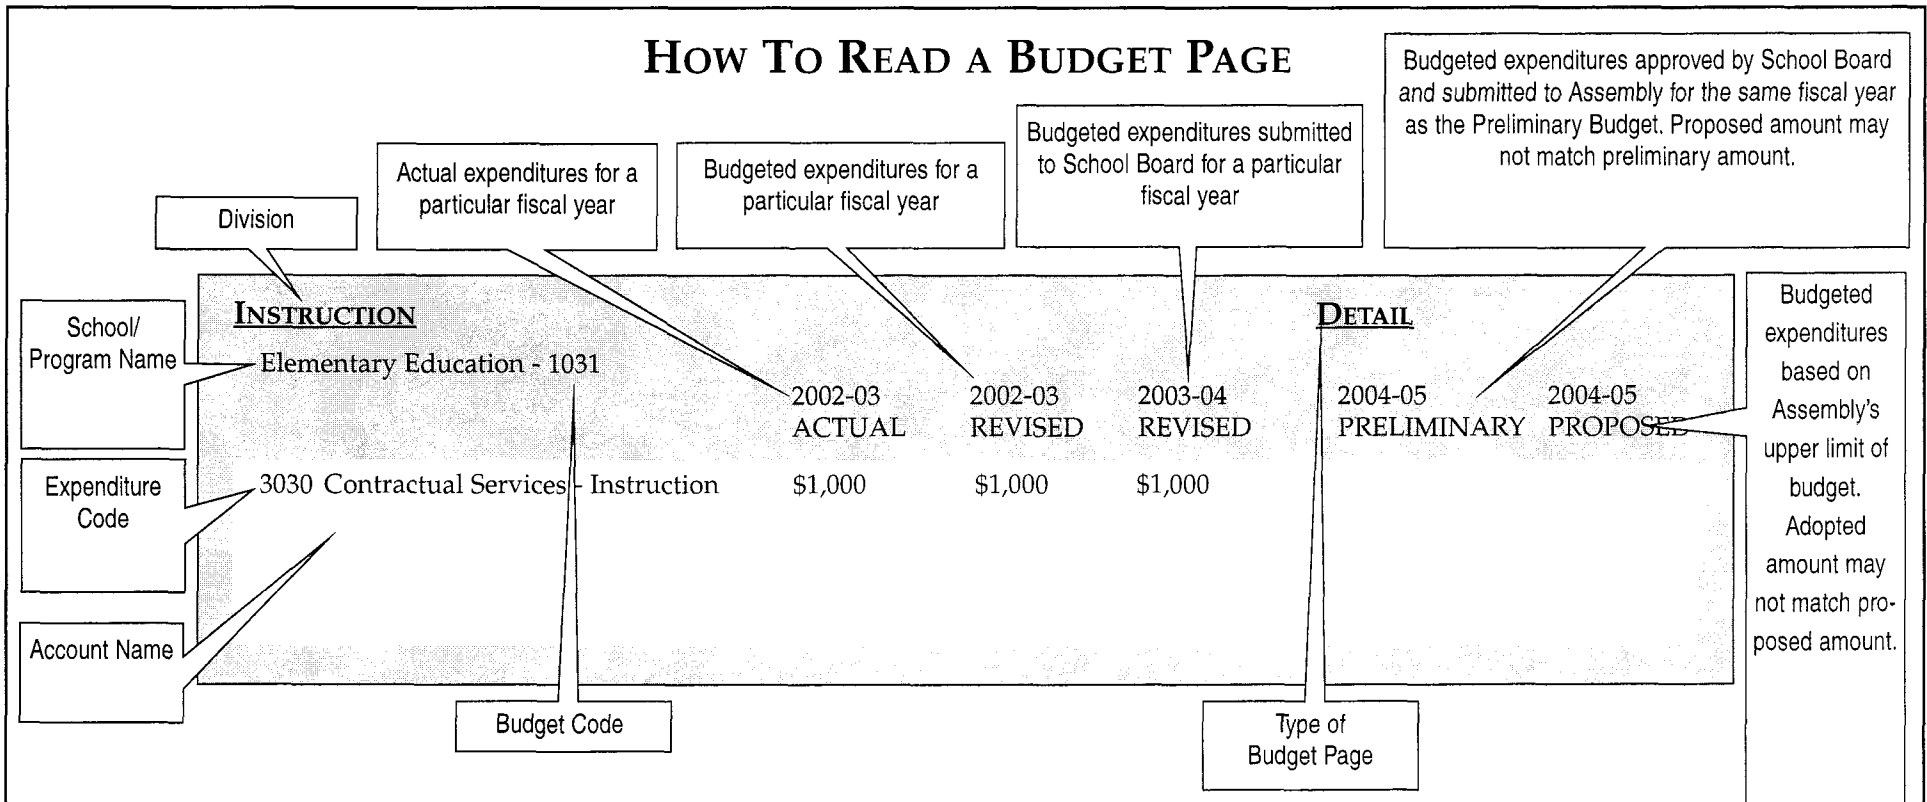 HOW TO READ A BUDGET PAGE
Budgeted expenditures approved by School Board
and submitted to Assembly for the same fiscal year
as the Preliminary Budget. Proposed amount may
not match preliminary amount.
Budgeted expenditures submitted
to School Board for a particular
fiscal year
Budgeted expenditures for a
particular fiscal year
Actual expenditures for a
particular fiscal year
Division
School/
Program Name
Expenditure
Code
Account Name
INSTRUCTION
DETAIL
Elementary Education - 1031
2002-03 2002-03 2003-04 2004-05 2004-05
ACTUAL REVISED REVISED PRELIMINARY PROPOSED
3030 Contractual Services - Instruction $1,000 $1,000 $1,000
Budgeted
expenditures
based on
Assembly's
upper limit of
budget.
Adopted
amount may
not match pro-
posed amount.
Budget Code
Type of
Budget Page